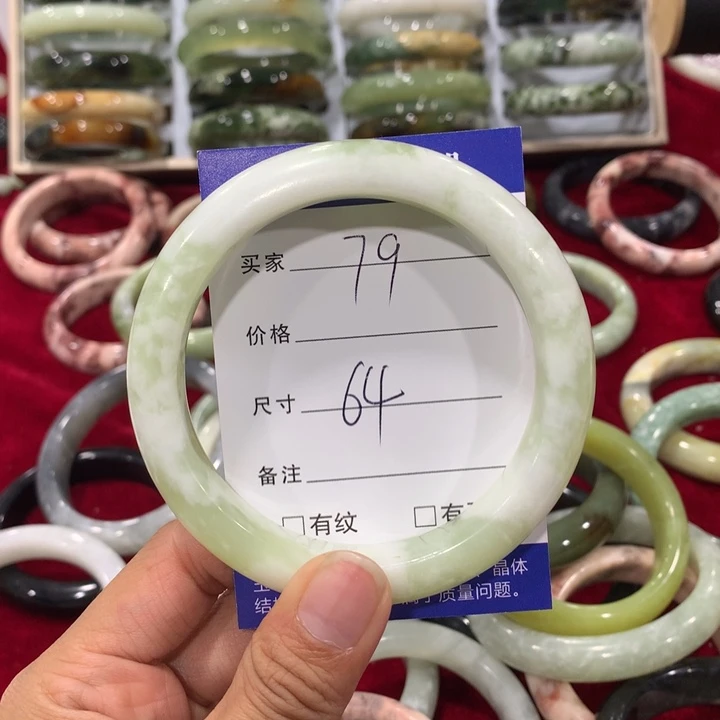 买家 79
价格
尺寸 64
备注
□有纹 □有
晶体
质量问题。